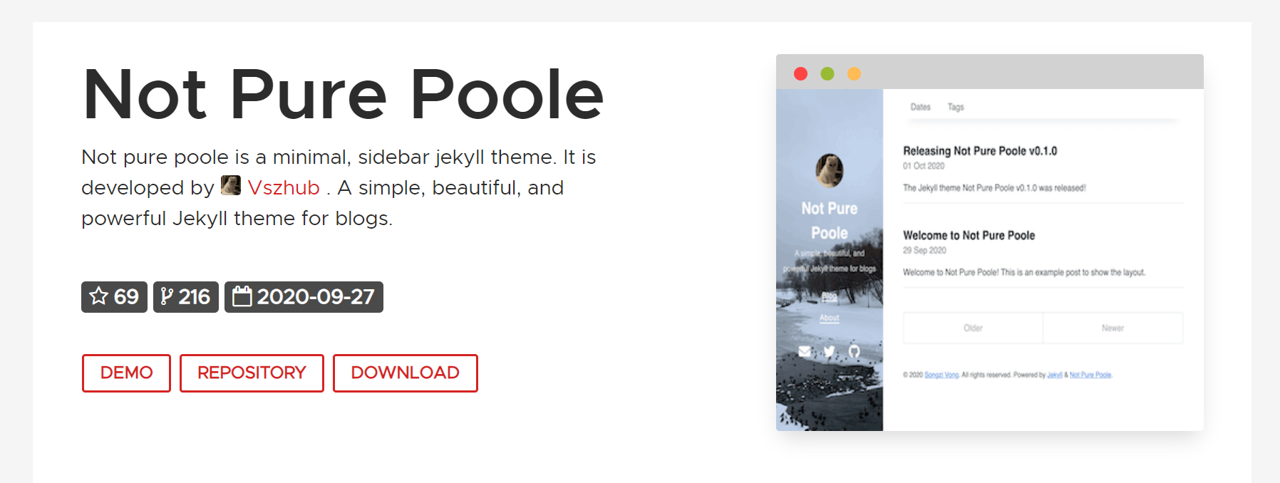 Not Pure Poole
Not pure poole is a minimal, sidebar jekyll theme. It is
developed by Vszhub . A simple, beautiful, and
powerful Jekyll theme for blogs.
69 216 2020-09-27
DEMO REPOSITORY DOWNLOAD
Dates Tags
Releasing Not Pure Poole v0.1.0
01 Oct 2020
The Jekyll theme Not Pure Poole v0.1.0 was released!
Welcome to Not Pure Poole
29 Sep 2020
Welcome to Not Pure Poole! This is an example post to show the layout.
Older Newer
© 2020 Songzi Vong. All rights reserved. Powered by Jekyll & Not Pure Poole.
Not Pure
Poole
A simple, beautiful, and
powerful Jekyll theme for blogs
About